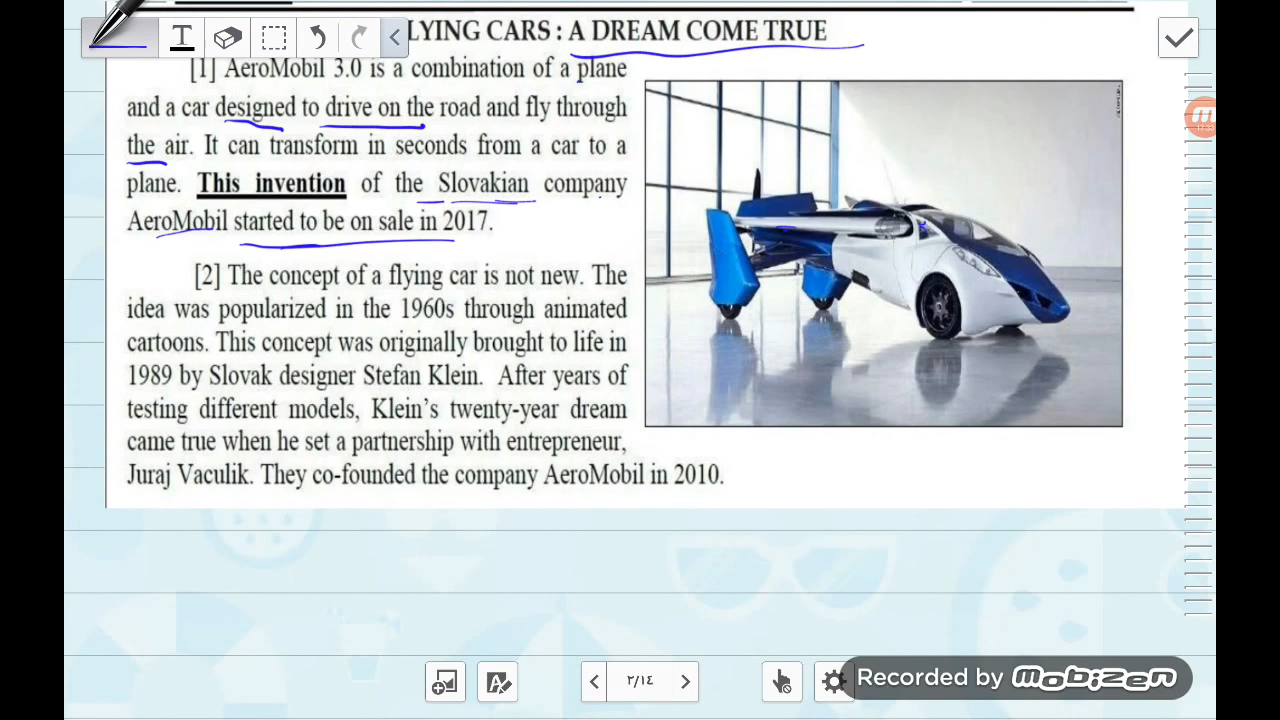 LYING CARS : A DREAM COME TRUE
[1] AeroMobil 3.0 is a combination of a plane
and a car designed to drive on the road and fly through
the air. It can transform in seconds from a car to a
plane. This invention of the Slovakian company
AeroMobil started to be on sale in 2017.
[2] The concept of a flying car is not new. The
idea was popularized in the 1960s through animated
cartoons. This concept was originally brought to life in
1989 by Slovak designer Stefan Klein. After years of
testing different models, Klein's twenty-year dream
came true when he set a partnership with entrepreneur,
Juraj Vaculik. They co-founded the company AeroMobil in 2010.
T
٢/١٤
Recorded by mobizen